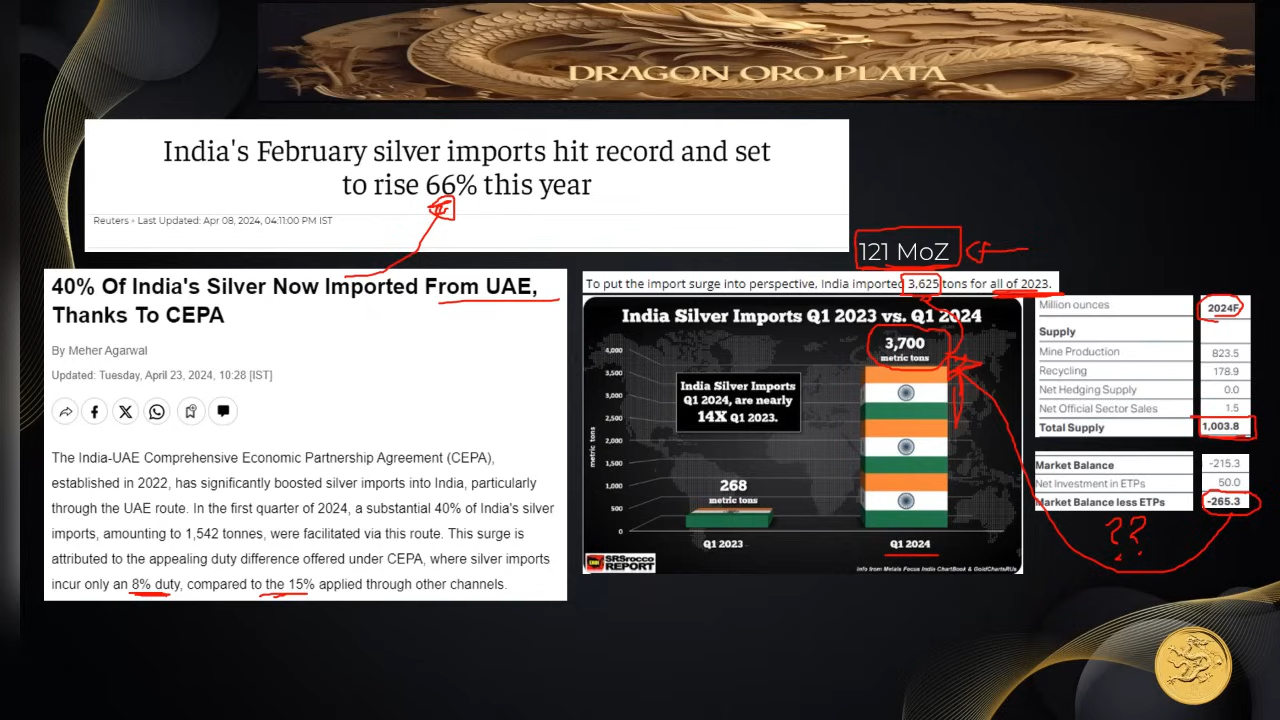 DRAGON ORO PLATA
India's February silver imports hit record and set
to rise 66% this year
Reuters • Last Updated: Apr 08, 2024, 04:11:00 PM IST
40% Of India's Silver Now Imported From UAE,
Thanks To CEPA
By Meher Agarwal
Updated: Tuesday, April 23, 2024, 10:28 [IST]
The India-UAE Comprehensive Economic Partnership Agreement (CEPA),
established in 2022, has significantly boosted silver imports into India, particularly
through the UAE route. In the first quarter of 2024, a substantial 40% of India's silver
imports, amounting to 1,542 tonnes, were facilitated via this route. This surge is
attributed to the appealing duty difference offered under CEPA, where silver imports
incur only an 8% duty, compared to the 15% applied through other channels.
121 MoZ
To put the import surge into perspective, India imported 3,625 tons for all of 2023.
India Silver Imports Q1 2023 vs. Q1 2024
3,700
metric tons
India Silver Imports
Q1 2024, are nearly
14X Q1 2023.
268
metric tons
metric tons
4,000
3,500
3,000
2,500
2,000
1,500
1,000
500
0
Q1 2023
Q1 2024
SRSrocco
REPORT
info from Metals Focus India ChartBook & GoldChartsRUs
Million ounces 2024F
Supply
Mine Production 823.5
Recycling 178.9
Net Hedging Supply 0.0
Net Official Sector Sales 1.5
Total Supply 1,003.8
Market Balance -215.3
Net Investment in ETPs 50.0
Market Balance less ETPs -265.3
??